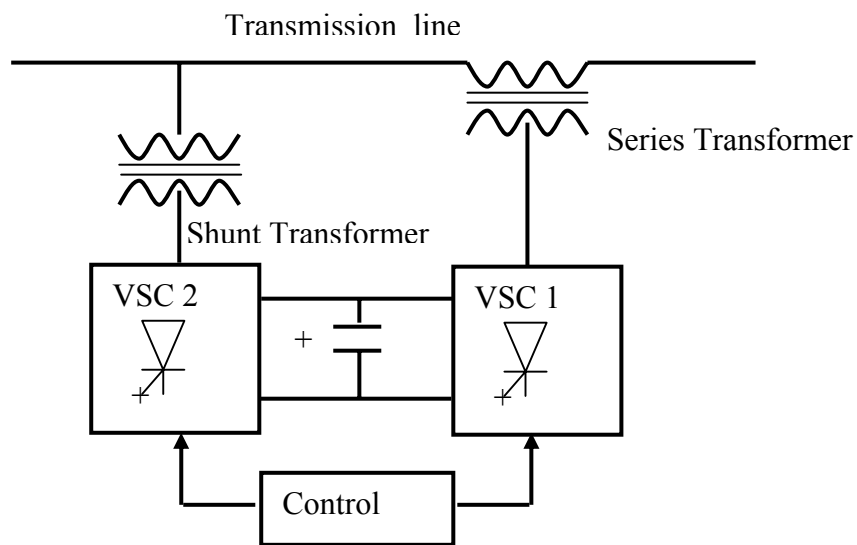 Transmission line
Series Transformer
Shunt Transformer
VSC 2
VSC 1
+
Control